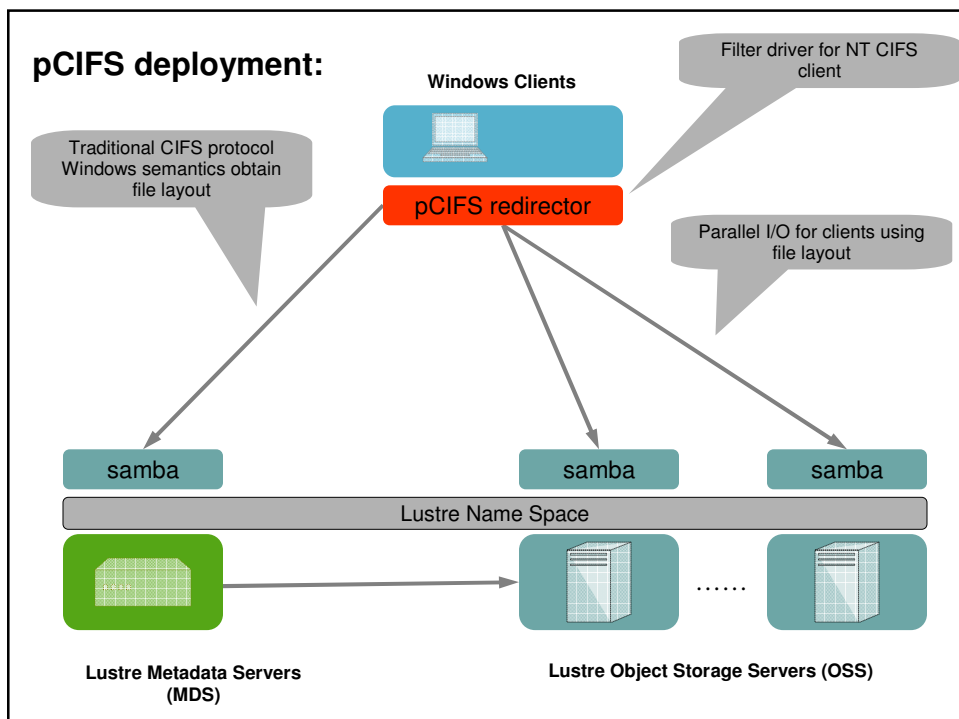 pCIFS deployment:
Filter driver for NT CIFS
client
Windows Clients
Traditional CIFS protocol
Windows semantics obtain
file layout
pCIFS redirector
Parallel I/O for clients using
file layout
samba
samba
samba
Lustre Name Space
......
Lustre Metadata Servers
(MDS)
Lustre Object Storage Servers (OSS)